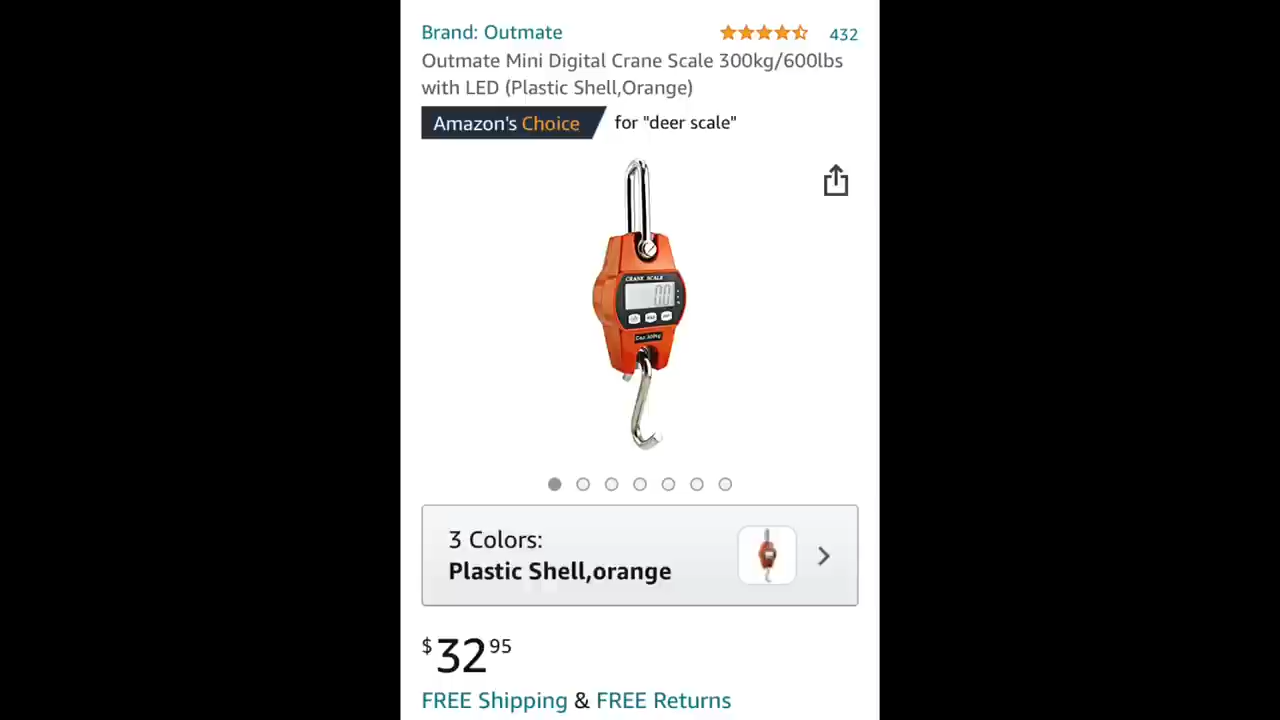 Brand: Outmate
432
Outmate Mini Digital Crane Scale 300kg/600lbs
with LED (Plastic Shell,Orange)
Amazon's Choice for "deer scale"
CRANE SCALE
00
3 Colors:
Plastic Shell,orange
$32 95
FREE Shipping & FREE Returns